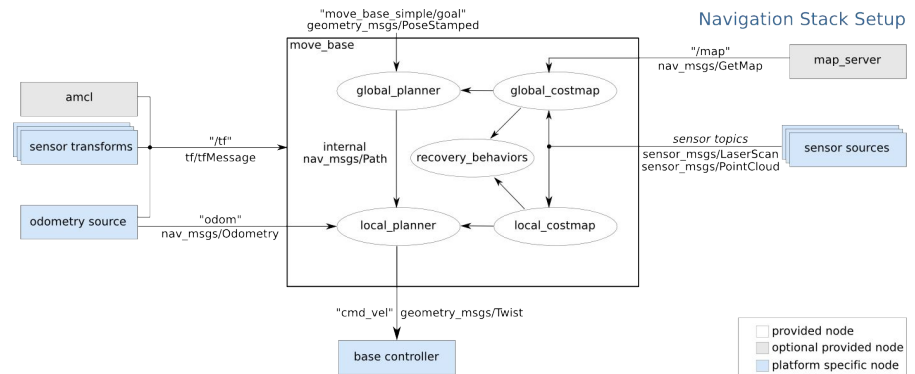 Navigation Stack Setup
"move_base_simple/goal"
geometry_msgs/PoseStamped
move_base
"/map"
nav_msgs/GetMap
map_server
global_planner
global_costmap
amcl
sensor transforms
"/tf"
tf/tfMessage
internal
nav_msgs/Path
recovery_behaviors
sensor topics
sensor_msgs/LaserScan
sensor_msgs/PointCloud
sensor sources
odometry source
"odom"
nav_msgs/Odometry
local_planner
local_costmap
"cmd_vel" geometry_msgs/Twist
base controller
provided node
optional provided node
platform specific node